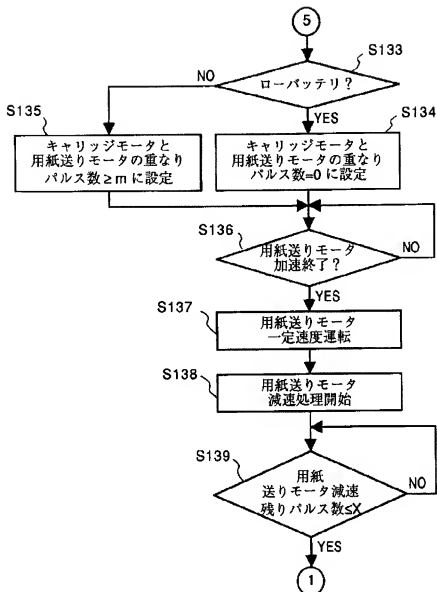 5
S133
ローバッテリ？
NO
YES
S135
キャリッジモータと
用紙送りモータの重なり
パルス数≥mに設定
S134
キャリッジモータと
用紙送りモータの重なり
パルス数=0に設定
S136
用紙送りモータ
加速終了？
NO
YES
S137
用紙送りモータ
一定速度運転
S138
用紙送りモータ
減速処理開始
S139
用紙
送りモータ減速
残りパルス数≤X
NO
YES
1